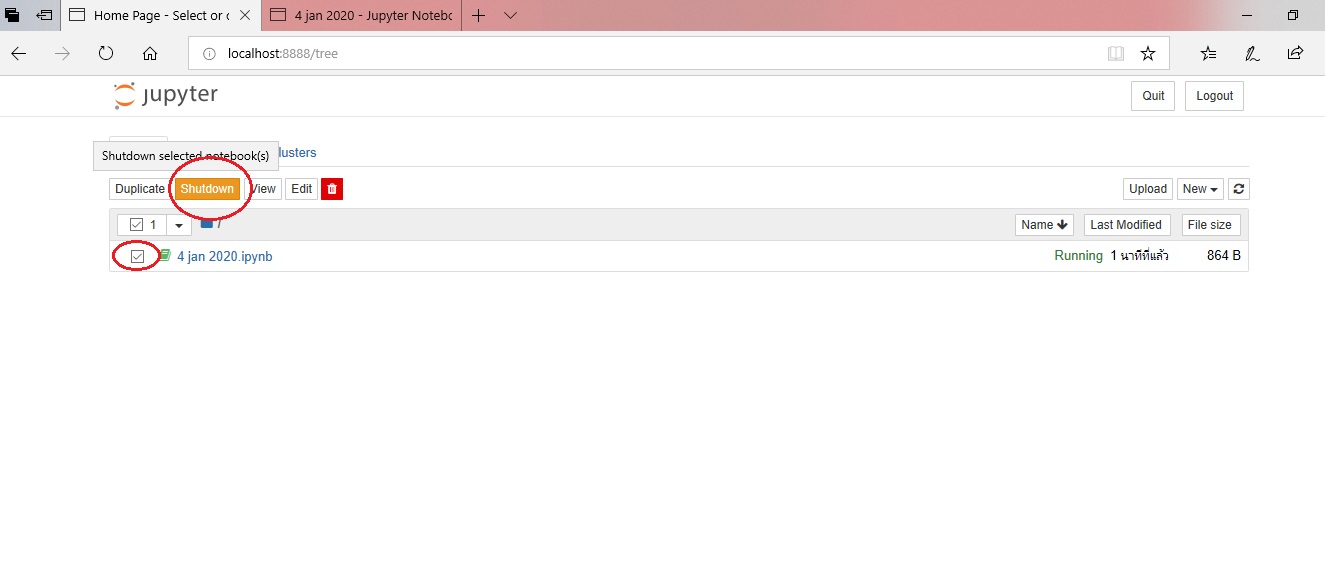 Home Page - Select or c
4 jan 2020 - Jupyter Notebo
localhost:8888/tree
jupyter
Quit
Logout
Shutdown selected notebook(s)
lusters
Duplicate
Shutdown
View
Edit
Upload
New
1
/
Name
Last Modified
File size
4 jan 2020.ipynb
Running
1 นาทีที่แล้ว
864 B